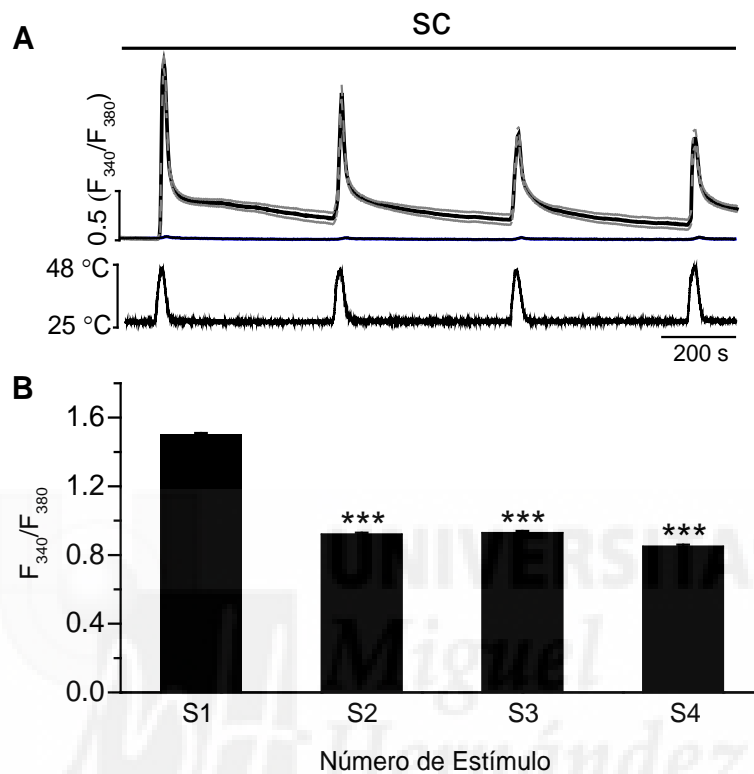 A
SC
0.5 (F340/F380)
48 °C
25 °C
200 s
B
1.6
1.2
0.8
0.4
0.0
F340/F380
***
***
***
S1
S2
S3
S4
Número de Estímulo
UNIVERSITA
Miguel
Hernández